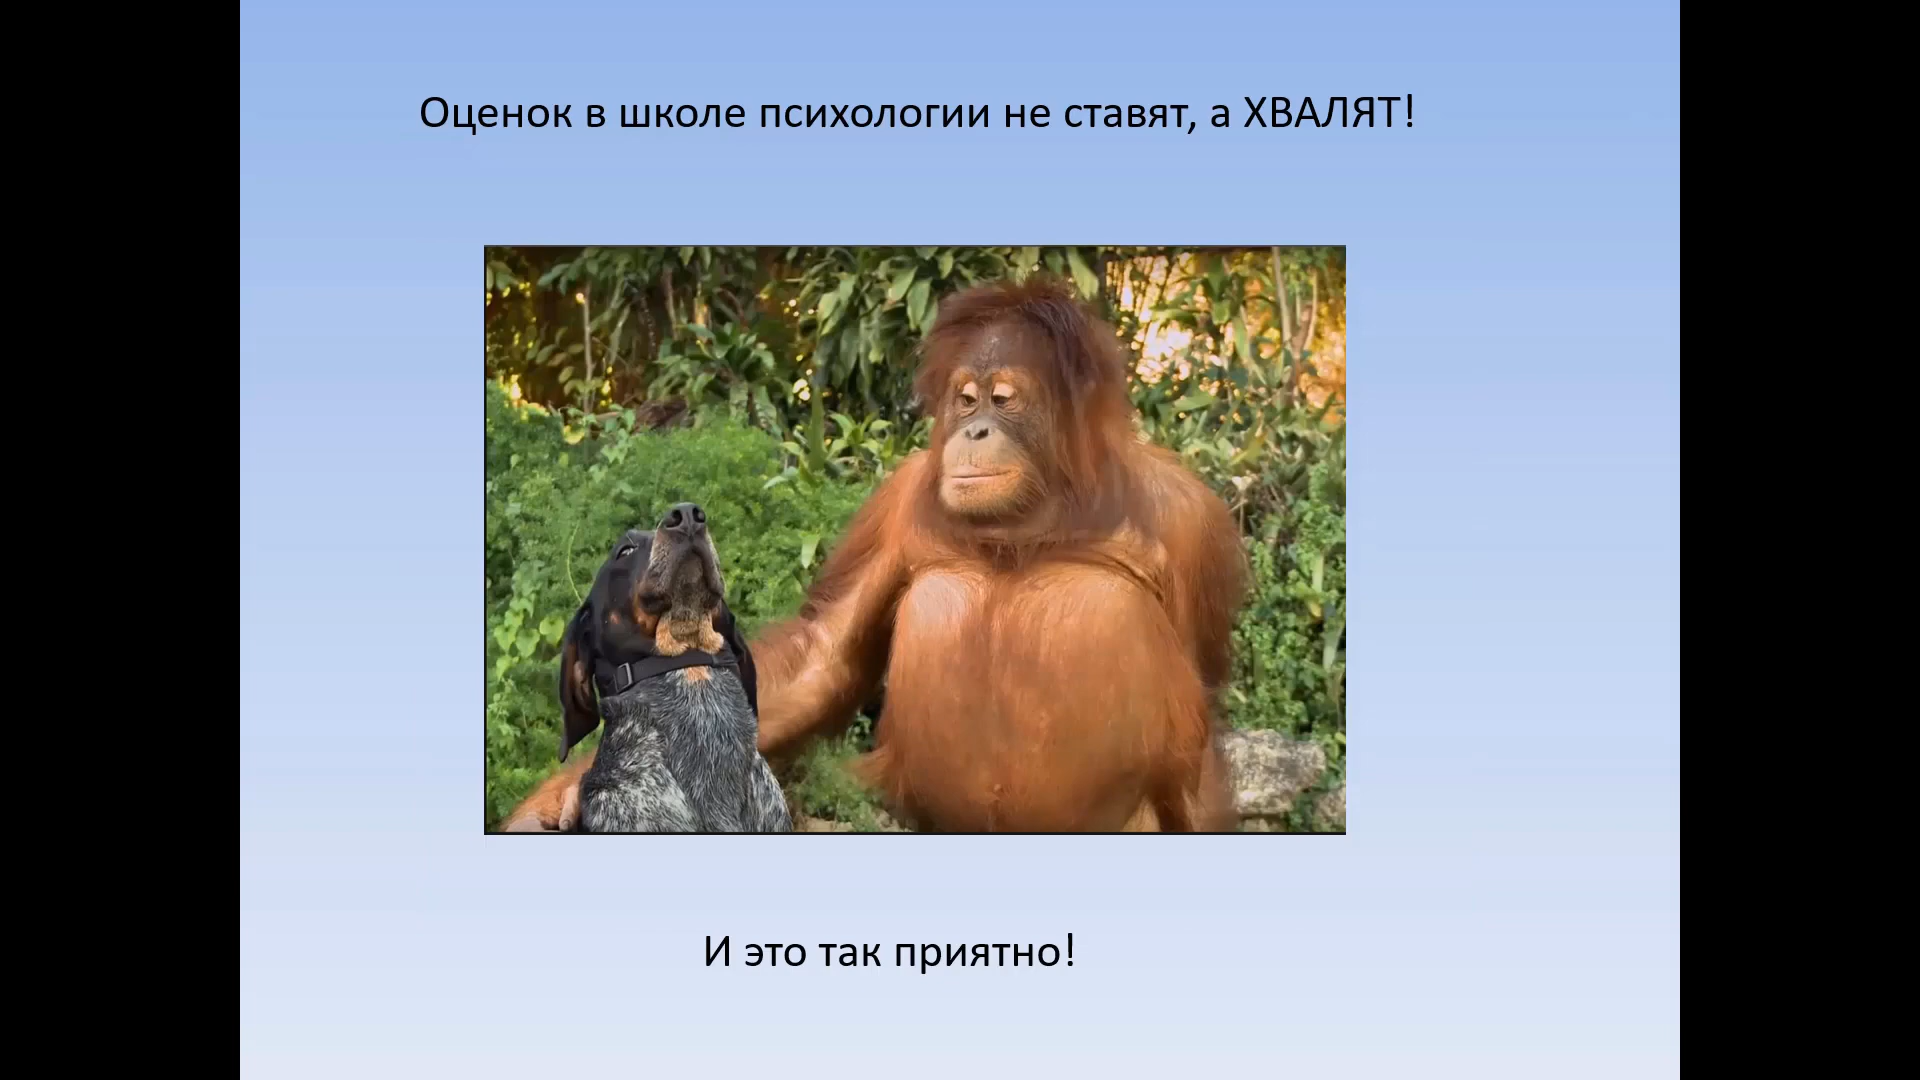 Оценок в школе психологии не ставят, а ХВАЛЯТ!
И это так приятно!